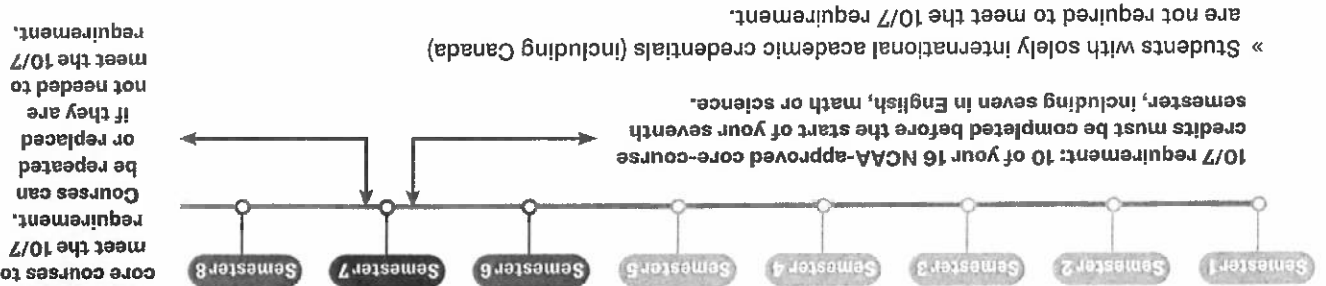 Semester 1
Semester 2
Semester 3
Semester 4
Semester 5
Semester 6
Semester 7
Semester 8
10/7 requirement: 10 of your 16 NCAA-approved core-course
credits must be completed before the start of your seventh
semester, including seven in English, math or science.
» Students with solely international academic credentials (including Canada)
are not required to meet the 10/7 requirement.
core courses to
meet the 10/7
requirement.
Courses can
be repeated
or replaced
if they are
not needed to
meet the 10/7
requirement.